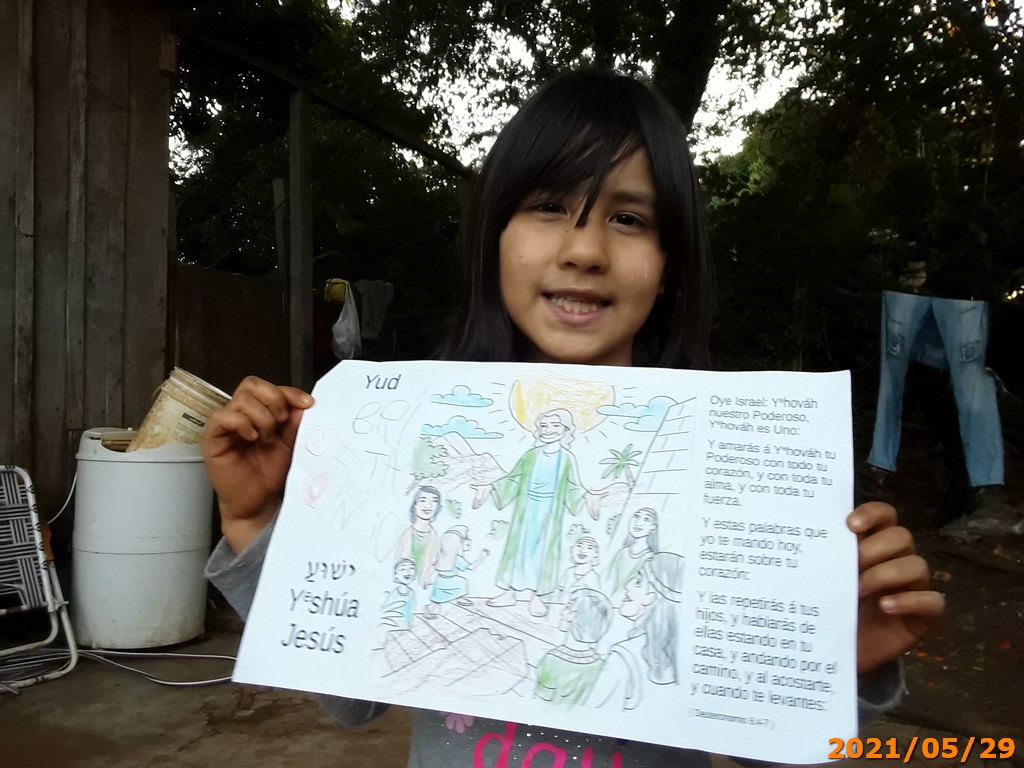 Yud
BRI
יֵשׁוּעַ
Yᵉshúa
Jesús
Oye Israel: Yᵉhováh
nuestro Poderoso,
Yᵉhováh es Uno:
Y amarás á Yᵉhováh tu
Poderoso con todo tu
corazón, y con toda tu
alma, y con toda tu
fuerza.
Y estas palabras que
yo te mando hoy,
estarán sobre tu
corazón:
Y las repetirás á tus
hijos, y hablarás de
ellas estando en tu
casa, y andando por el
camino, y al acostarte,
y cuando te levantes:
( Deuteronomio 6:4-7 )
day
2021/05/29